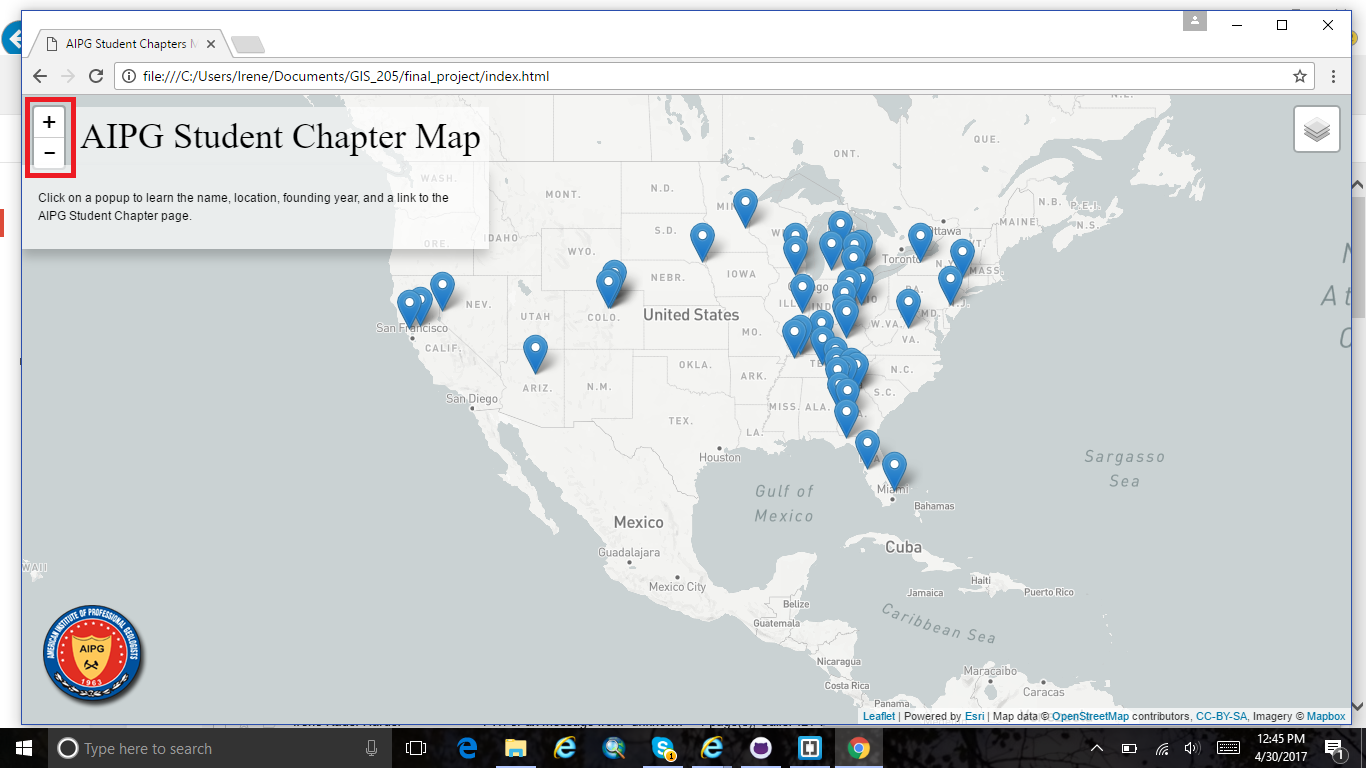 AIPG Student Chapters M
file:///C:/Users/Irene/Documents/GIS_205/final_project/index.html
+
−
AIPG Student Chapter Map
Click on a popup to learn the name, location, founding year, and a link to the
AIPG Student Chapter page.
WASH.
MONT.
N.D.
ONT.
QUE.
N.B.
P.E.I.
N.S.
MAINE
ORE.
IDAHO
WYO.
S.D.
Ottawa
Toronto
N.Y.
MASS.
NEBR.
IOWA
NEV.
UTAH
COLO.
United States
ILL.
IND
N.J.
MD.
San Francisco
CALIF.
MO.
W.VA.
VA.
ARIZ.
N.M.
OKLA.
ARK.
N.C.
S.C.
San Diego
TEX.
MISS.
ALA.
LA.
Houston
Sargasso
Sea
Gulf of
Mexico
Miami
Bahamas
Mexico
Guadalajara
Mexico City
Cuba
Haiti
Jamaica
Puerto Rico
Belize
Guatemala
Caribbean Sea
Nicaragua
Costa Rica
Panama
Maracaibo
Caracas
AMERICAN INSTITUTE OF PROFESSIONAL GEOLOGISTS
AIPG
1963
Leaflet | Powered by Esri | Map data © OpenStreetMap contributors, CC-BY-SA, Imagery © Mapbox
Type here to search
12:45 PM
4/30/2017